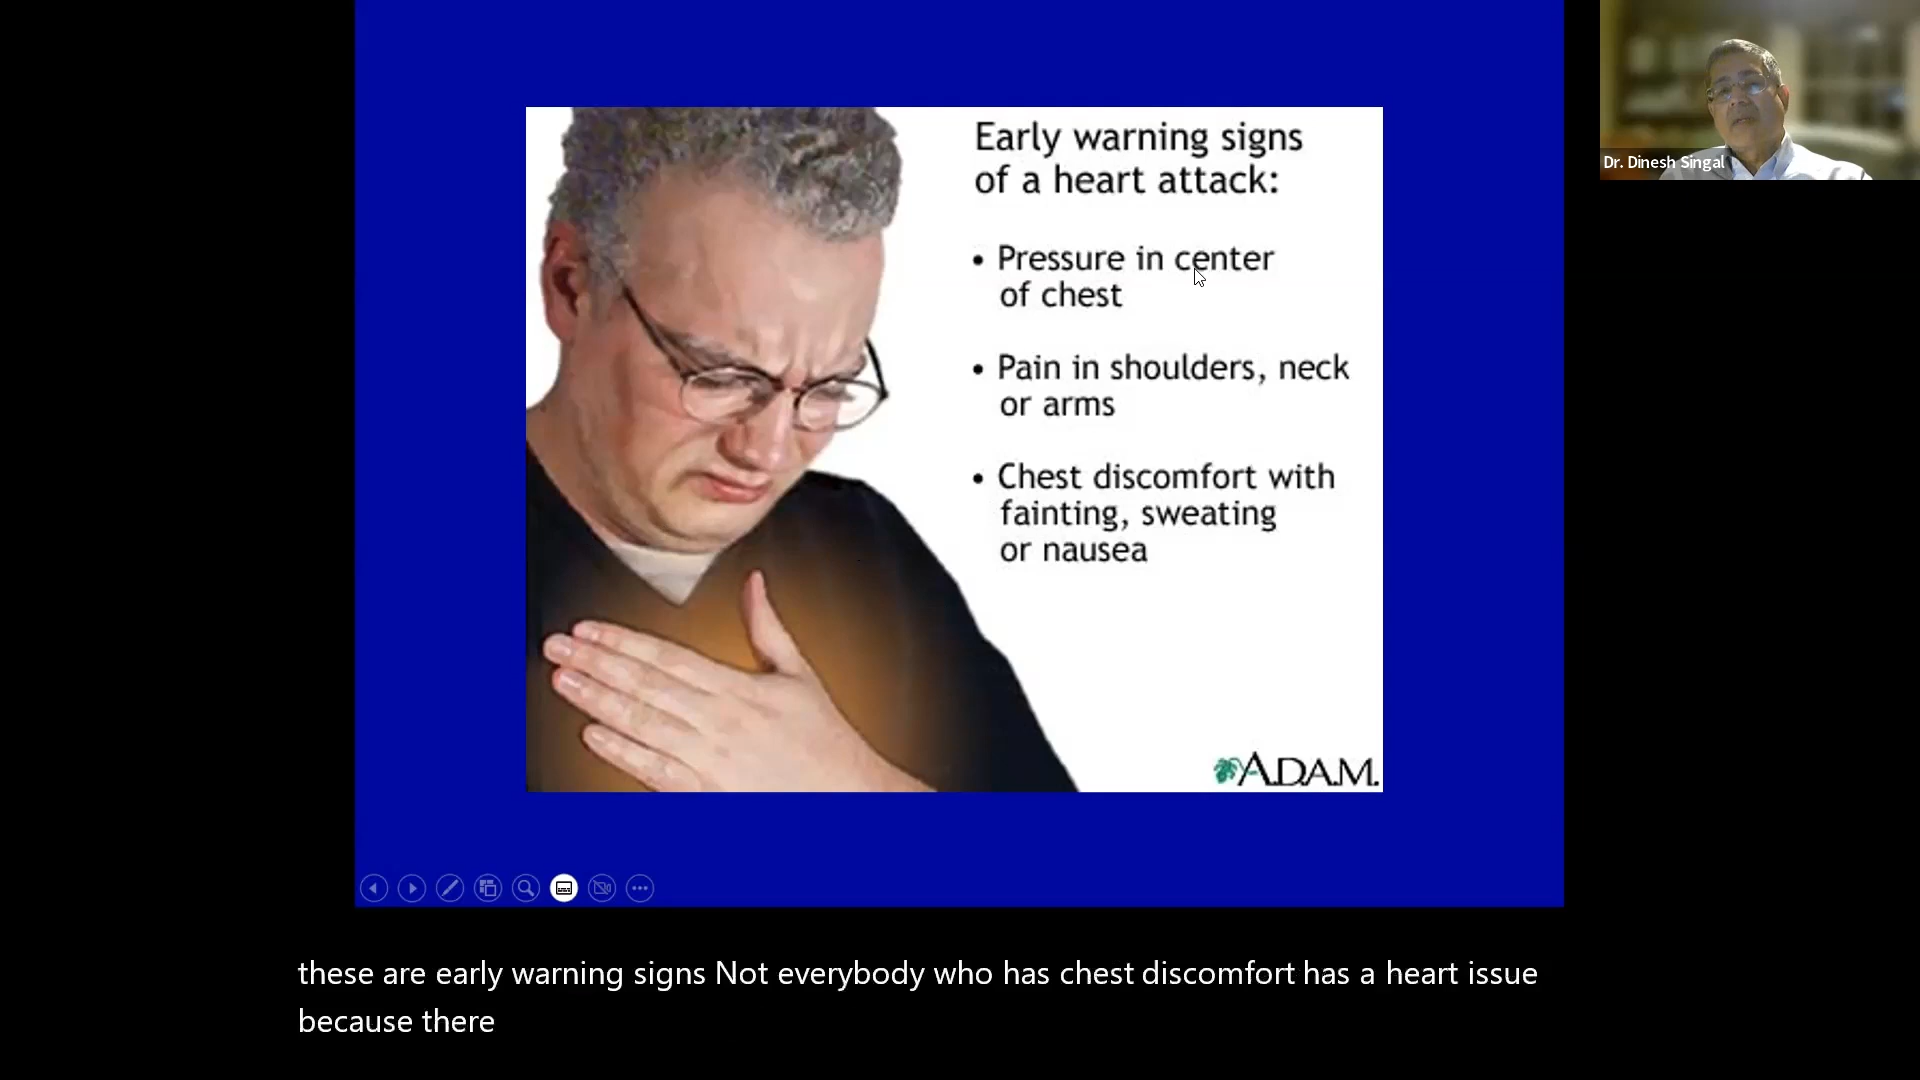 Early warning signs
of a heart attack:
• Pressure in center
of chest
• Pain in shoulders, neck
or arms
• Chest discomfort with
fainting, sweating
or nausea
A.D.A.M.
Dr. Dinesh Singal
these are early warning signs Not everybody who has chest discomfort has a heart issue
because there